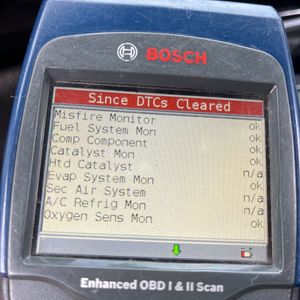 BOSCH
Since DTCs Cleared
Misfire Monitor ok
Fuel System Mon ok
Comp Component ok
Catalyst Mon ok
Htd Catalyst n/a
Evap System Mon ok
Sec Air System n/a
A/C Refrig Mon n/a
Oxygen Sens Mon ok
Enhanced OBD I & II Scan